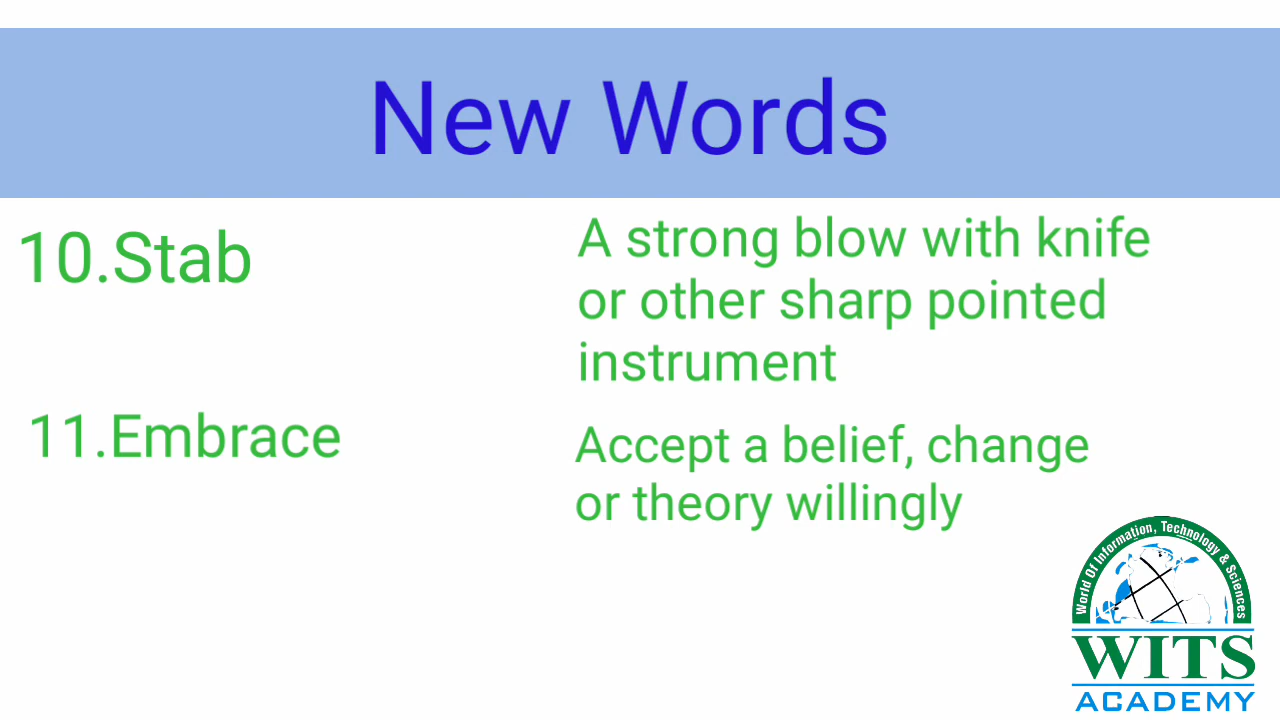 New Words
10.Stab
A strong blow with knife
or other sharp pointed
instrument
11.Embrace
Accept a belief, change
or theory willingly
World Of Information, Technology & Sciences
WITS
ACADEMY